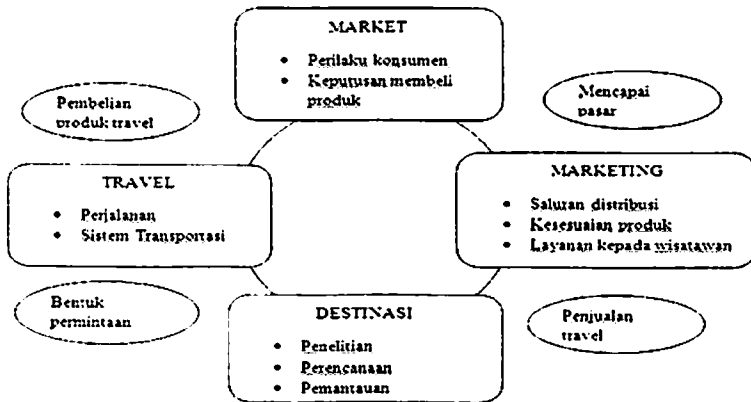 MARKET
• Perilaku konsumen
• Keputusan membeli
produk
Pembelian
produk travel
Mencapai
pasar
TRAVEL
• Perjalanan
• Sistem Transportasi
MARKETING
• Saluran distribusi
• Kesesuaian produk
• Layanan kepada wisatawan
Bentuk
permintaan
DESTINASI
• Penelitian
• Perencanaan
• Pemantauan
Penjualan
travel